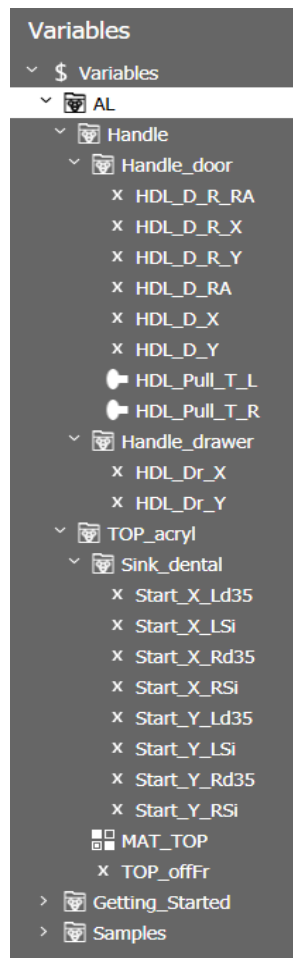 Variables
$ Variables
AL
Handle
Handle_door
x HDL_D_R_RA
x HDL_D_R_X
x HDL_D_R_Y
x HDL_D_RA
x HDL_D_X
x HDL_D_Y
HDL_Pull_T_L
HDL_Pull_T_R
Handle_drawer
x HDL_Dr_X
x HDL_Dr_Y
TOP_acryl
Sink_dental
x Start_X_Ld35
x Start_X_LSi
x Start_X_Rd35
x Start_X_RSi
x Start_Y_Ld35
x Start_Y_LSi
x Start_Y_Rd35
x Start_Y_RSi
MAT_TOP
x TOP_offFr
Getting_Started
Samples